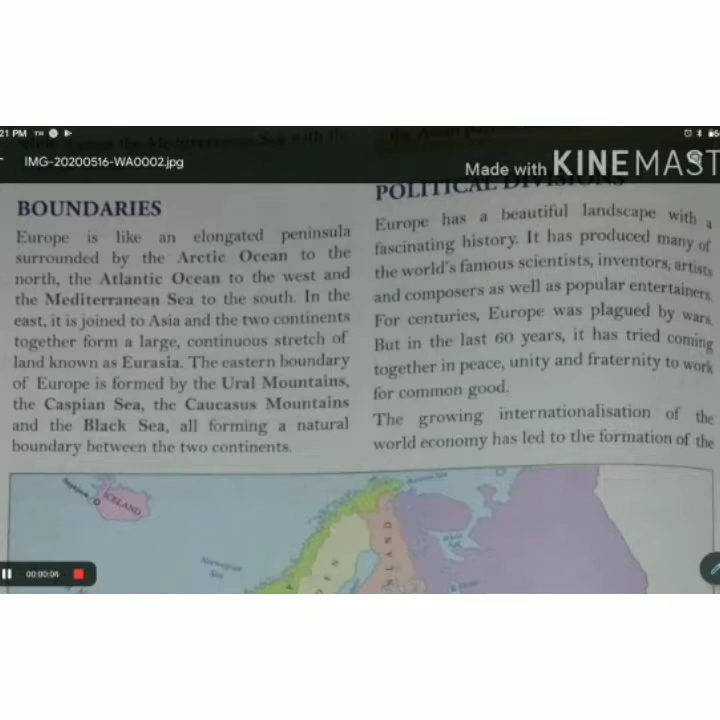 21 PM
IMG-20200516-WA0002.jpg
Made with KINEMAST
BOUNDARIES
Europe is like an elongated peninsula
surrounded by the Arctic Ocean to the
north, the Atlantic Ocean to the west and
the Mediterranean Sea to the south. In the
east, it is joined to Asia and the two continents
together form a large, continuous stretch of
land known as Eurasia. The eastern boundary
of Europe is formed by the Ural Mountains,
the Caspian Sea, the Caucasus Mountains
and the Black Sea, all forming a natural
boundary between the two continents.
POLITICAL DIVISIONS
Europe has a beautiful landscape with a
fascinating history. It has produced many of
the world's famous scientists, inventors, artists
and composers as well as popular entertainers.
For centuries, Europe was plagued by wars.
But in the last 60 years, it has tried coming
together in peace, unity and fraternity to work
for common good.
The growing internationalisation of the
world economy has led to the formation of the
ICELAND
Norwegian
Sea
DEN
NLAND
00:00:06